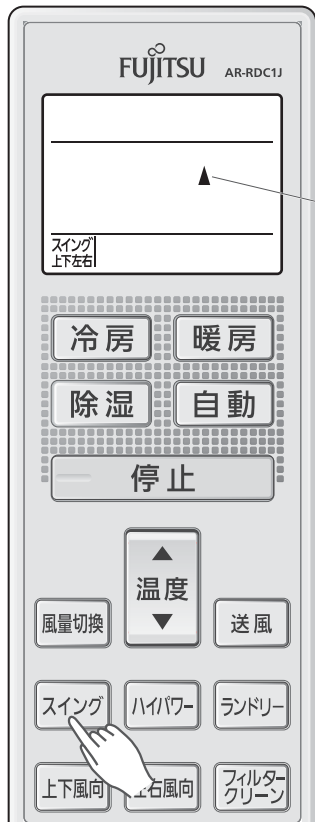 FUJITSU AR-RDC1J
スイング
上下左右
冷房 暖房
除湿 自動
停止
▲
温度
▼
風量切換 送風
スイング ハイパワー ランドリー
上下風向 左右風向 フィルター
クリーン